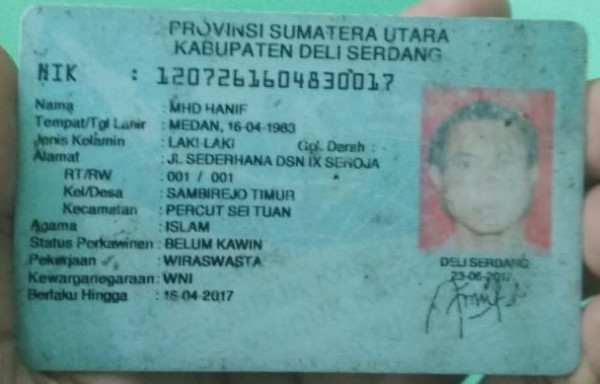 PROVINSI SUMATERA UTARA
KABUPATEN DELI SERDANG
NIK : 1207261604830017
Nama : MHD HANIF
Tempat/Tgl Lahir : MEDAN, 16-04-1983
Jenis Kelamin : LAKI-LAKI Gol. Darah :
Alamat : JL SEDERHANA DSN IX SEROJA
RT/RW : 001 / 001
Kel/Desa : SAMBIREJO TIMUR
Kecamatan : PERCUT SEI TUAN
Agama : ISLAM
Status Perkawinan : BELUM KAWIN
Pekerjaan : WIRASWASTA
Kewarganegaraan : WNI
Berlaku Hingga : 16-04-2017
DELI SERDANG